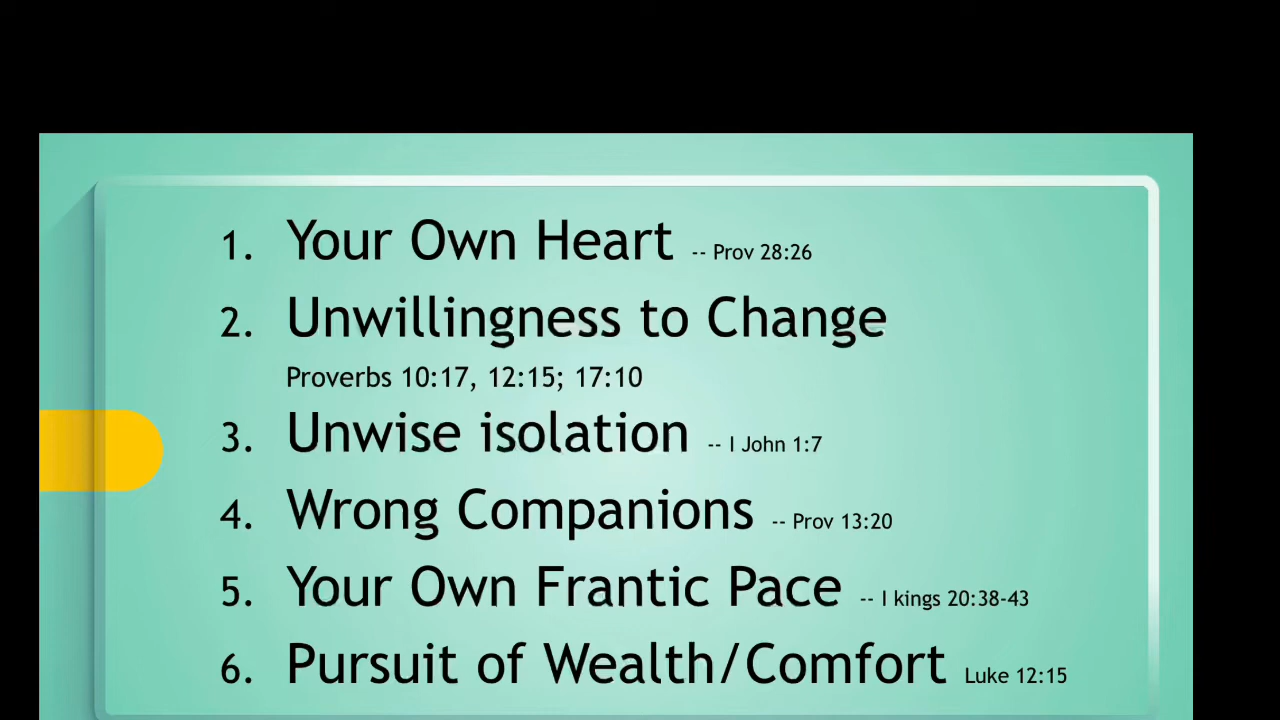 1. Your Own Heart -- Prov 28:26
2. Unwillingness to Change
Proverbs 10:17, 12:15; 17:10
3. Unwise isolation -- I John 1:7
4. Wrong Companions -- Prov 13:20
5. Your Own Frantic Pace -- I kings 20:38-43
6. Pursuit of Wealth/Comfort Luke 12:15